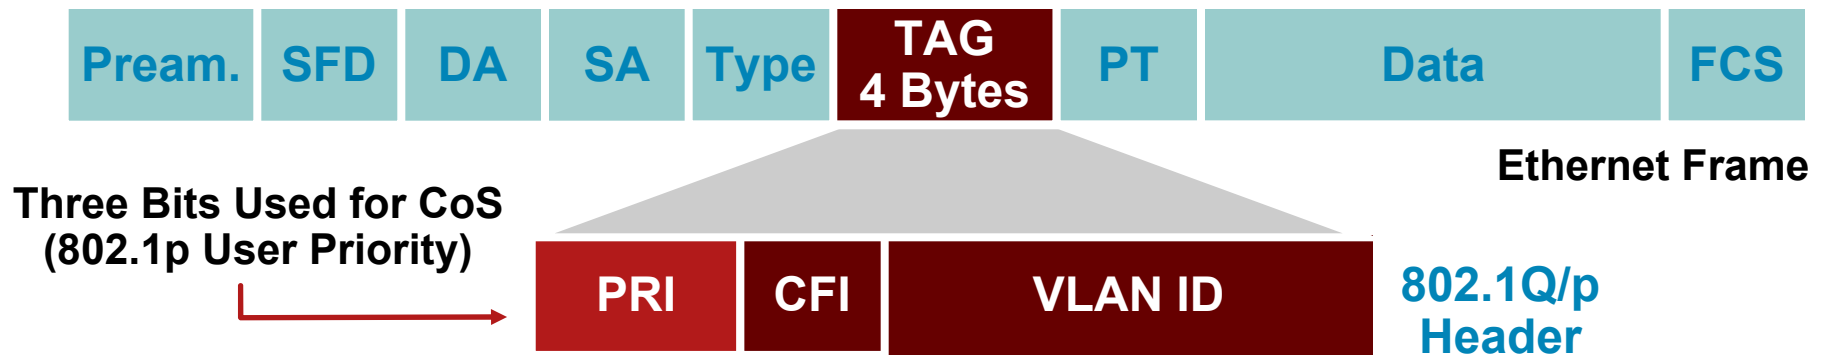 Pream. SFD DA SA Type TAG 4 Bytes PT Data FCS
Ethernet Frame
Three Bits Used for CoS
(802.1p User Priority)
PRI CFI VLAN ID
802.1Q/p
Header